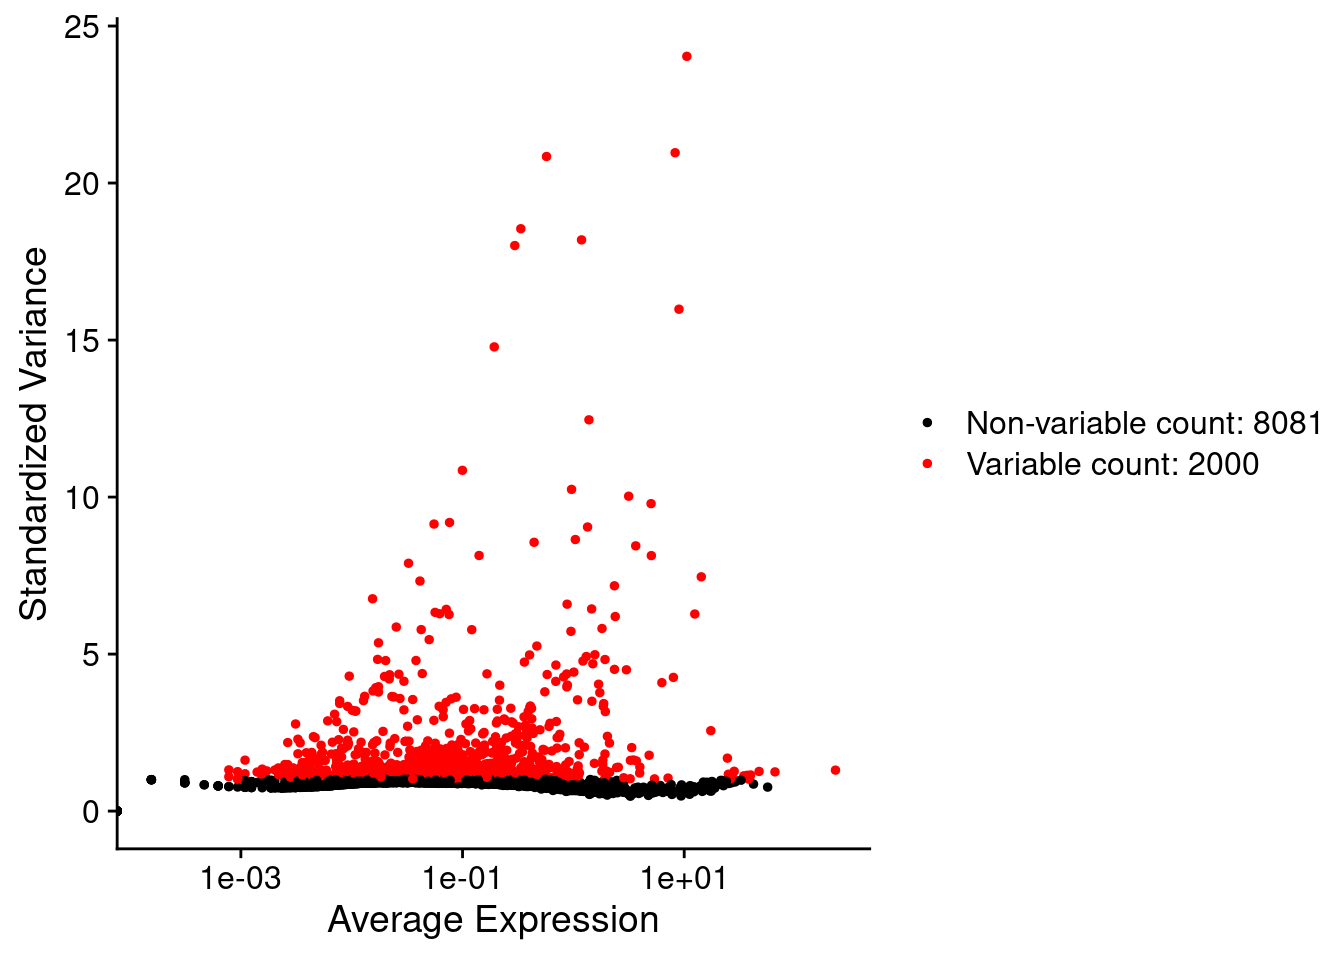 25
20
15
10
5
0
Standardized Variance
1e-03
1e-01
1e+01
Average Expression
Non-variable count: 8081
Variable count: 2000